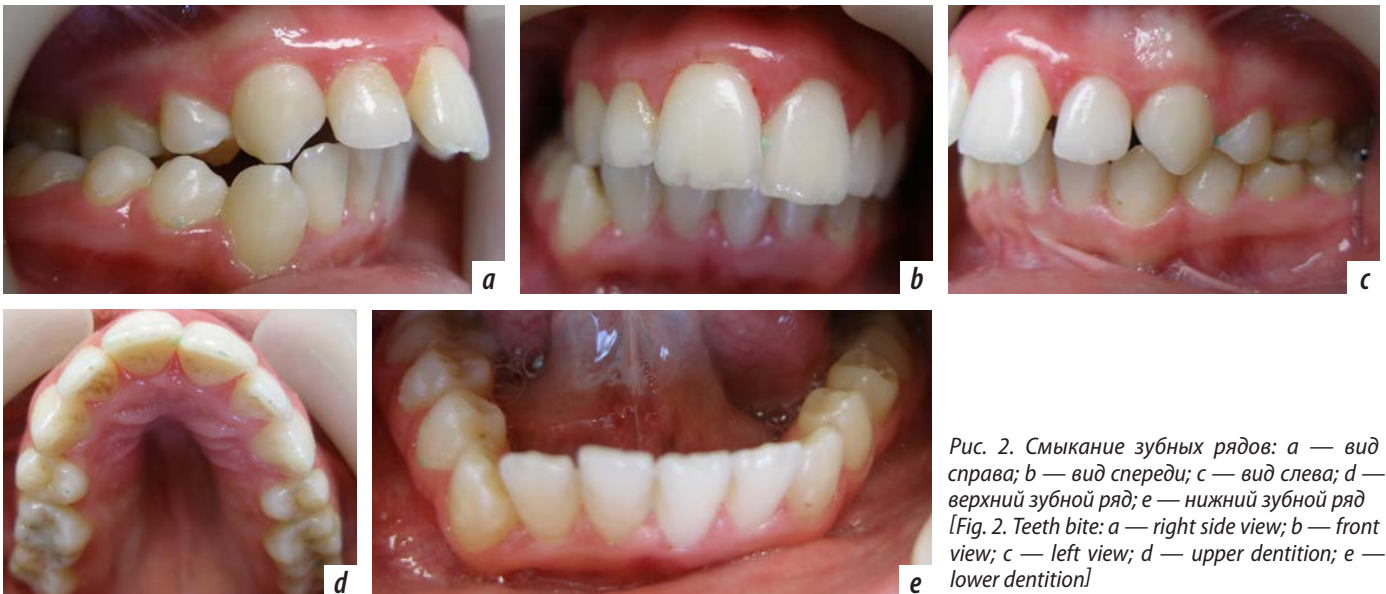 a
b
c
d
e
Рис. 2. Смыкание зубных рядов: a — вид
справа; b — вид спереди; c — вид слева; d —
верхний зубной ряд; e — нижний зубной ряд
[Fig. 2. Teeth bite: a — right side view; b — front
view; c — left view; d — upper dentition; e —
lower dentition]